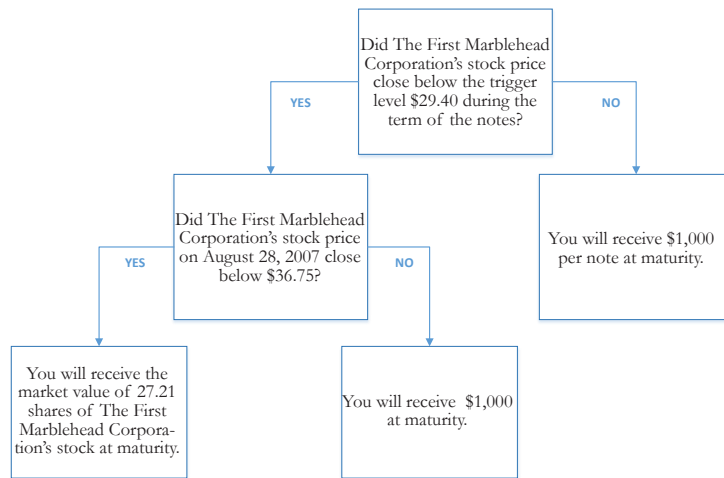 Did The First Marblehead
Corporation's stock price
close below the trigger
level $29.40 during the
term of the notes?
YES
NO
Did The First Marblehead
Corporation's stock price
on August 28, 2007 close
below $36.75?
You will receive $1,000
per note at maturity.
YES
NO
You will receive the
market value of 27.21
shares of The First
Marblehead Corpora-
tion's stock at maturity.
You will receive $1,000
at maturity.